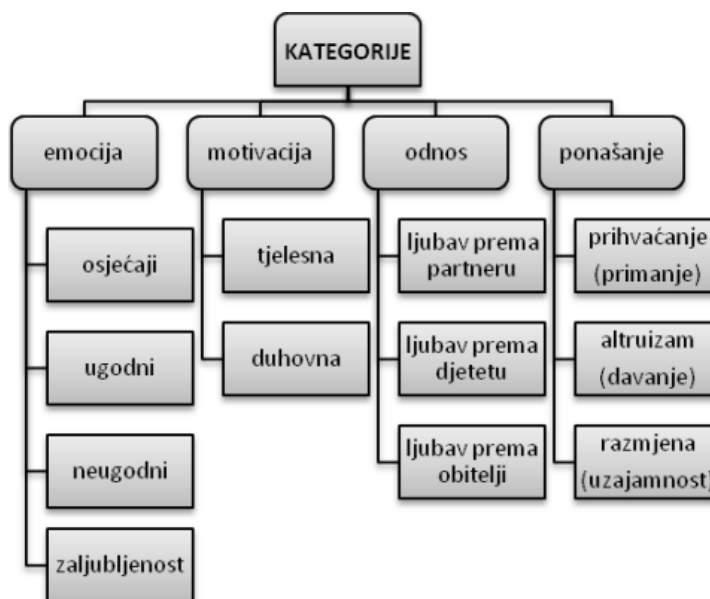 KATEGORIJE
emocija
motivacija
odnos
ponašanje
osjećaji
ugodni
neugodni
zaljubljenost
tjelesna
duhovna
ljubav prema
partneru
ljubav prema
djetetu
ljubav prema
obitelji
prihvaćanje
(primanje)
altruizam
(davanje)
razmjena
(uzajamnost)